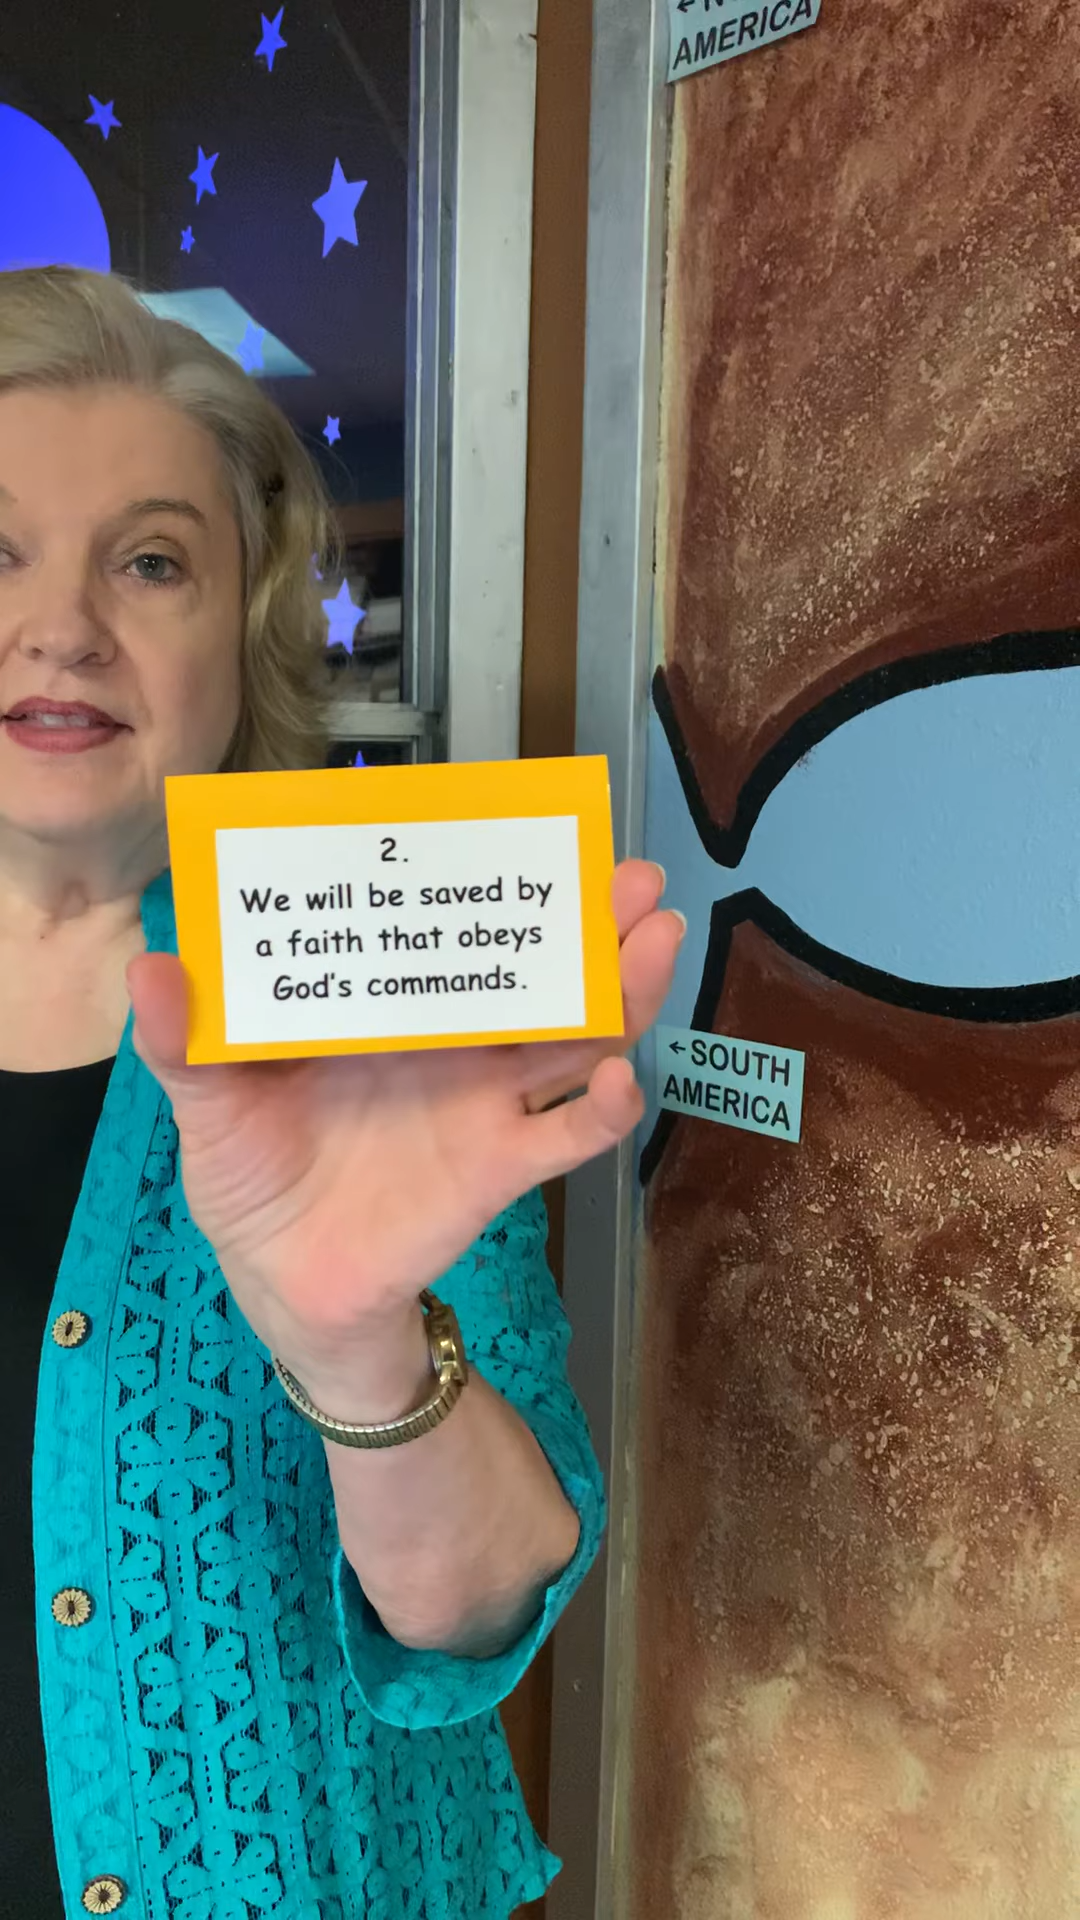 AMERICA
2.
We will be saved by
a faith that obeys
God's commands.
←SOUTH
AMERICA